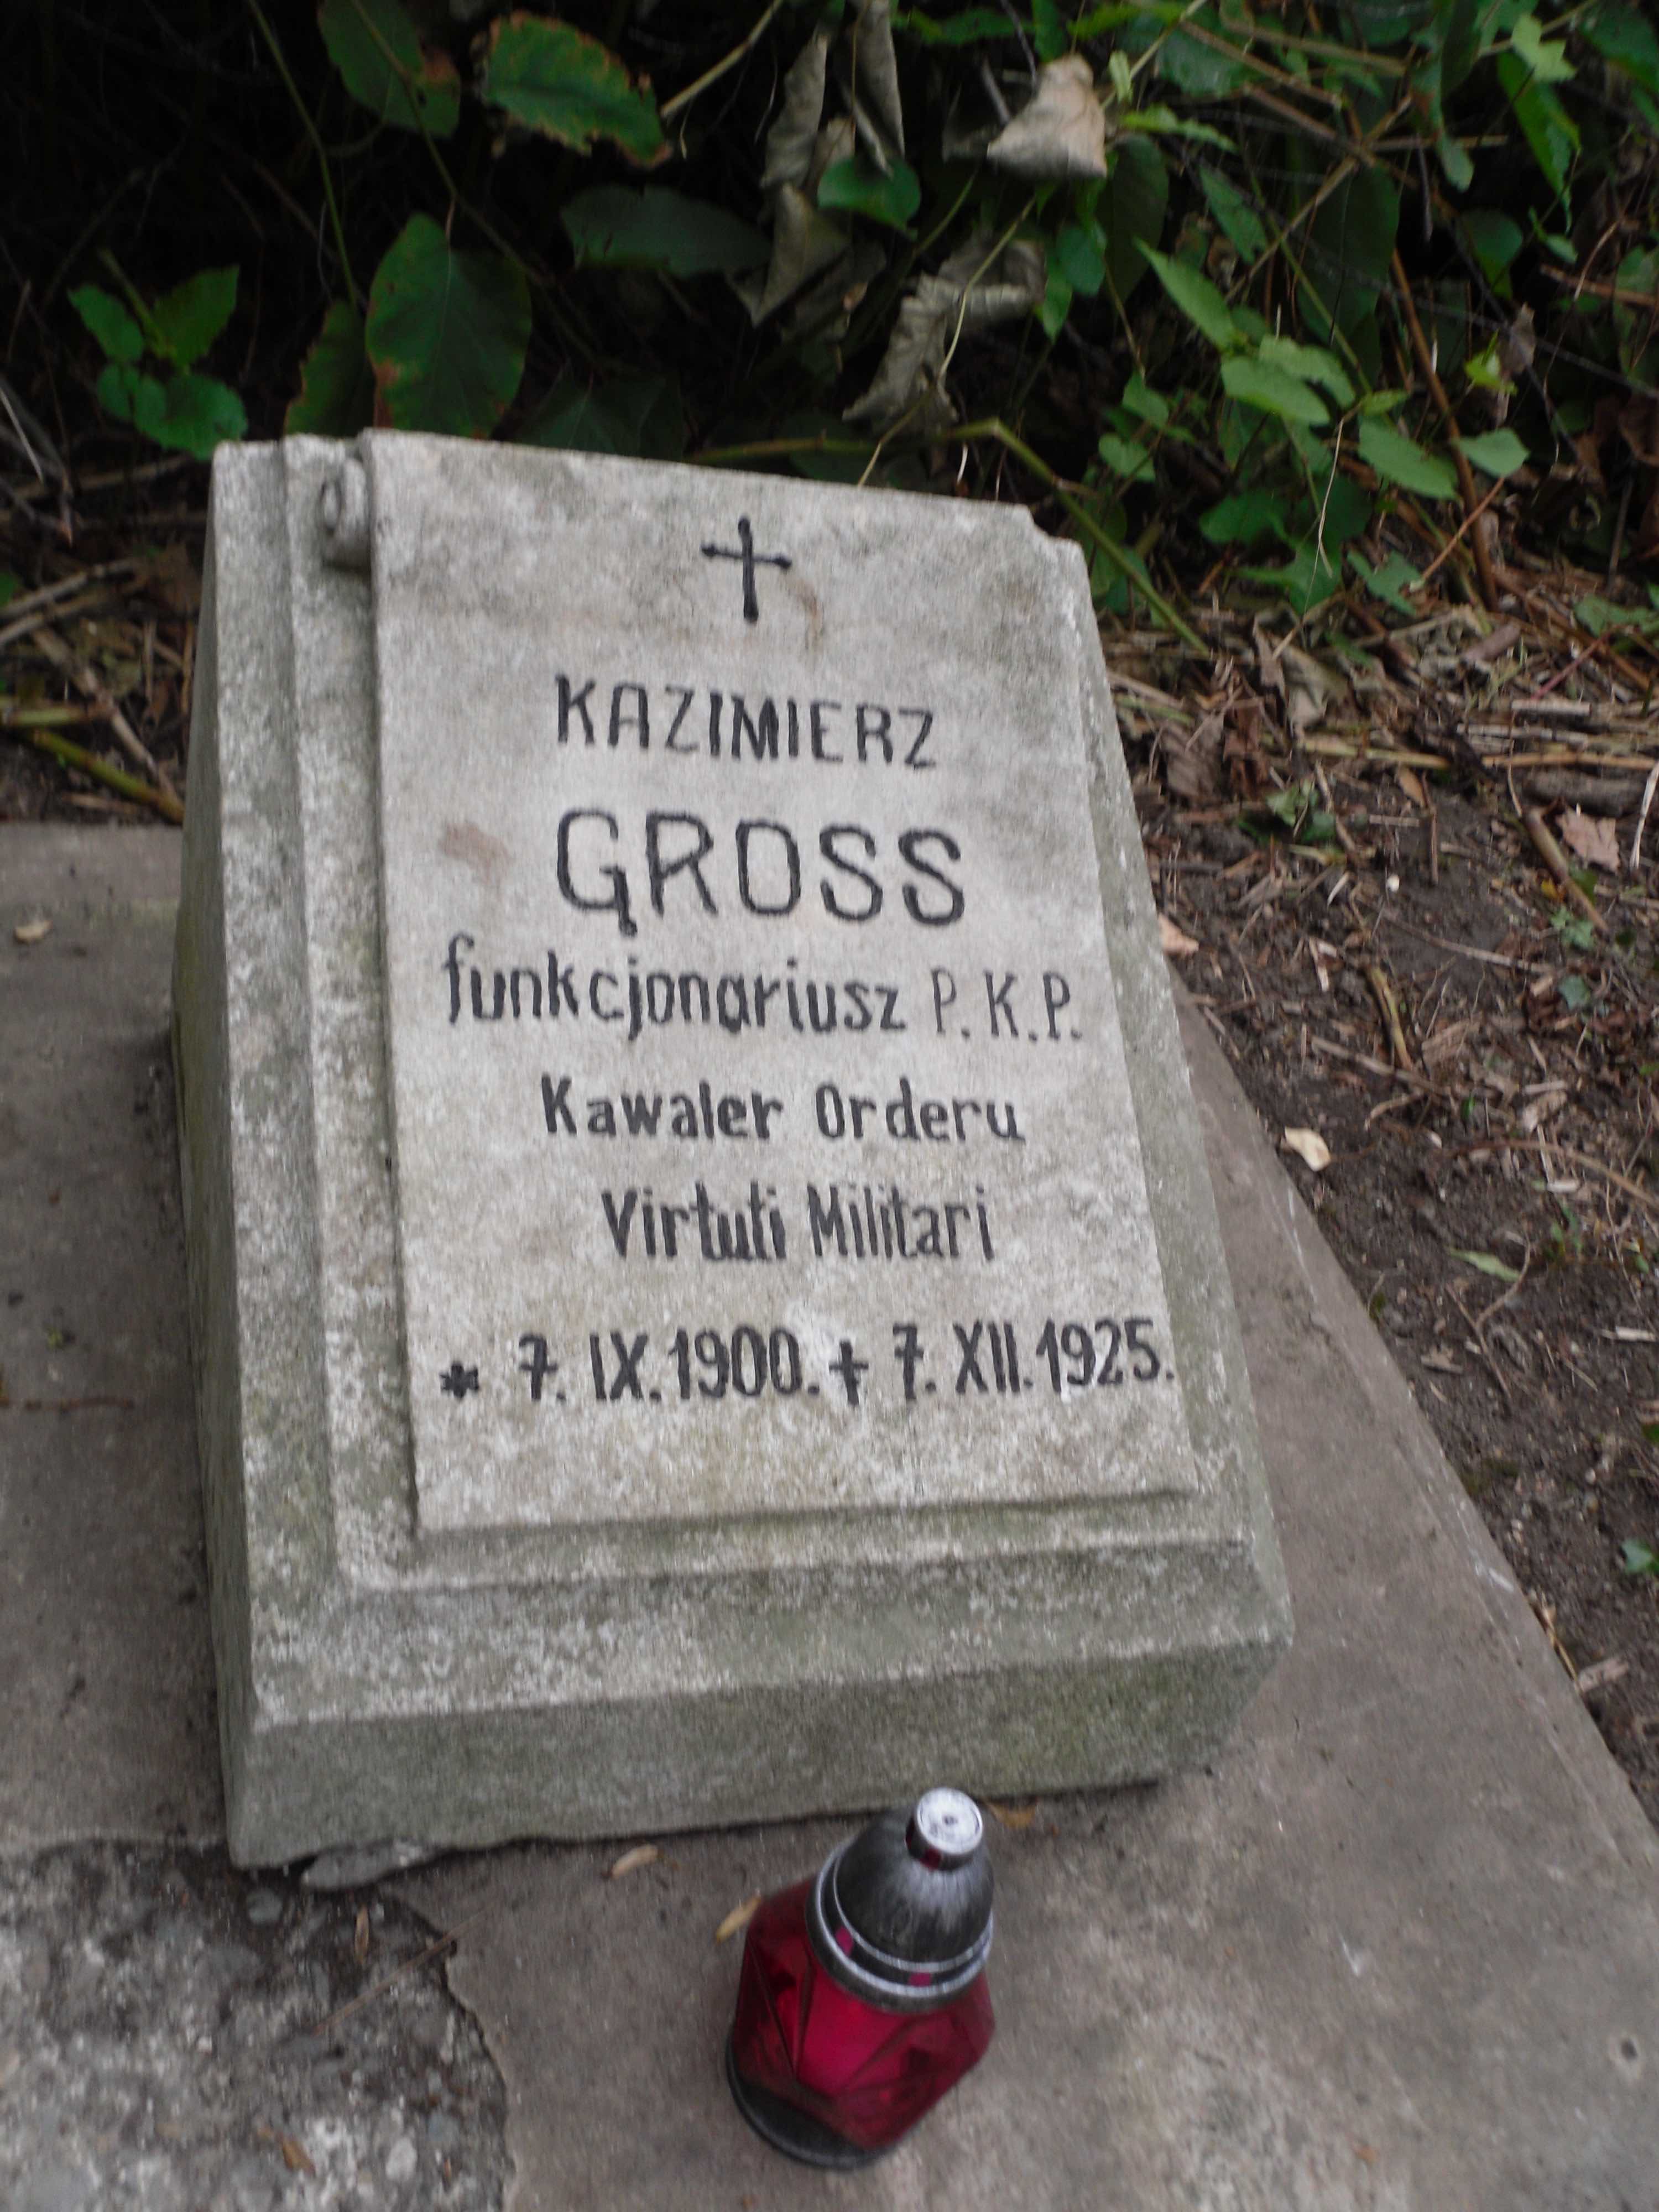 KAZIMIERZ
GROSS
funkcjonariusz P.K.P.
Kawaler Orderu
Virtuti Militari
* 7. IX. 1900. † 7. XII. 1925.